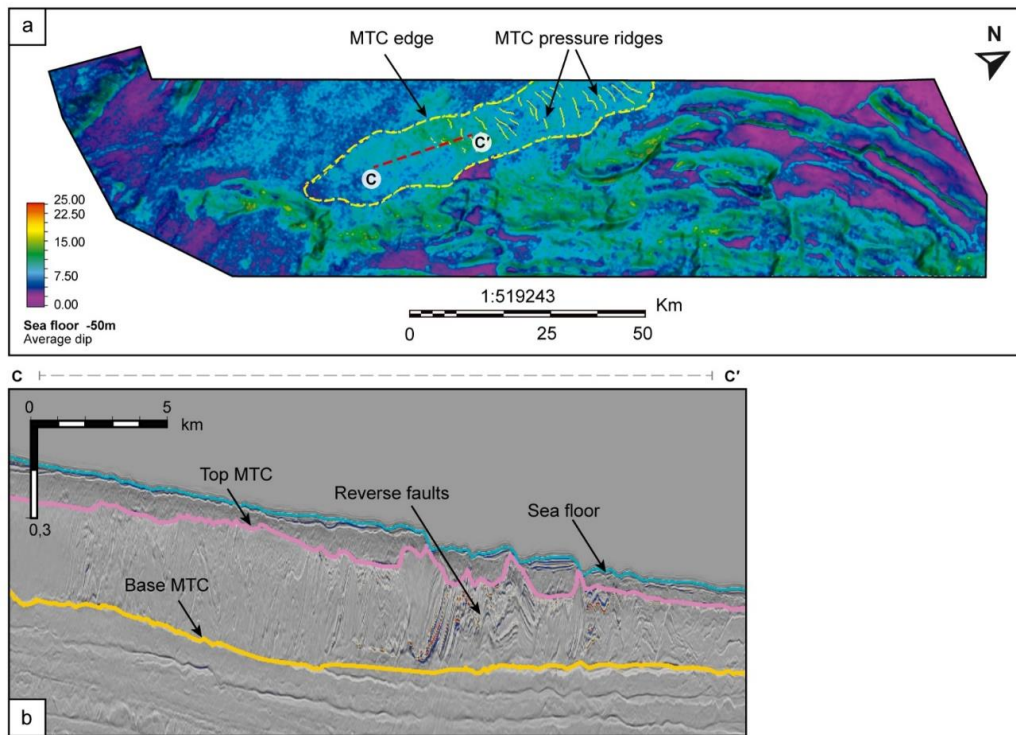 a
MTC edge
MTC pressure ridges
N
C
C′
25.00
22.50
15.00
7.50
0.00
Sea floor -50m
Average dip
1:519243
Km
0
25
50
C
C′
0
5
km
0,3
Top MTC
Reverse faults
Sea floor
Base MTC
b